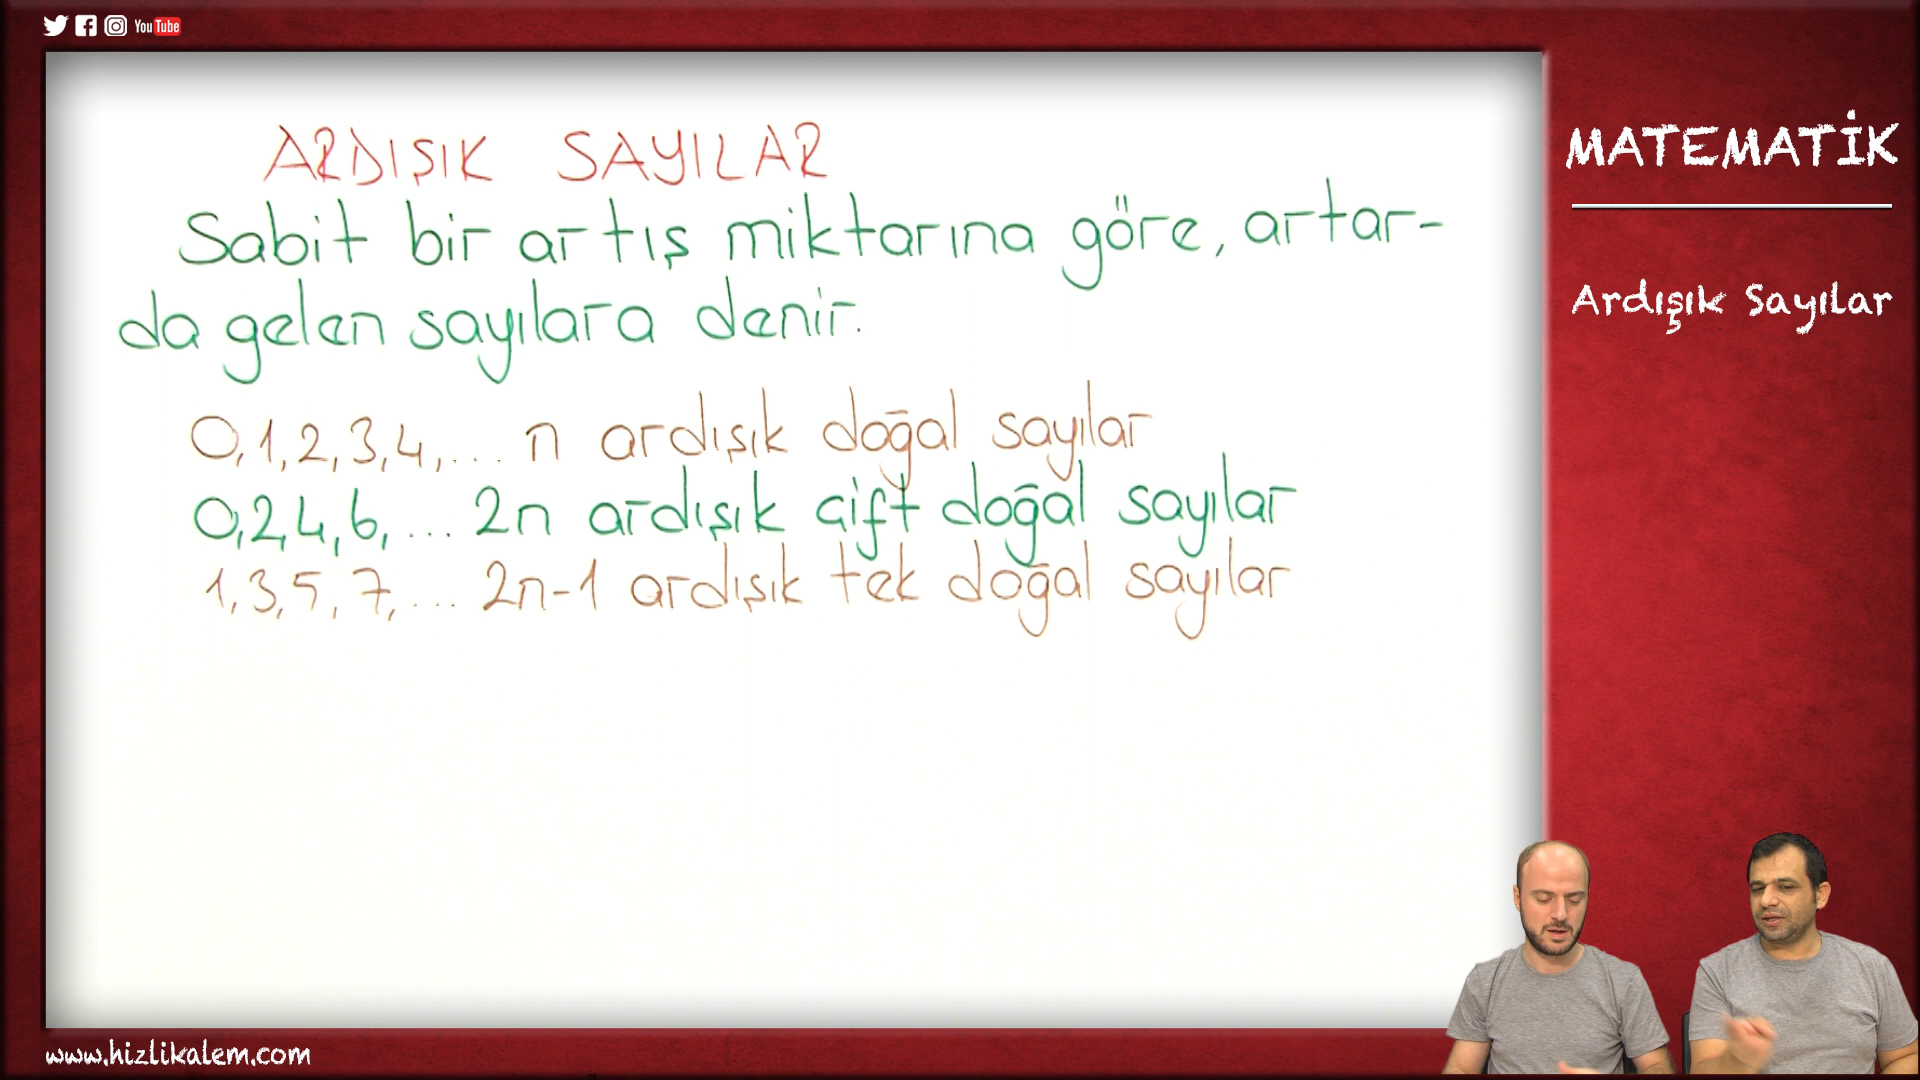 You Tube
ARDIŞIK SAYILAR
Sabit bir artış miktarına göre, artar-
da gelen sayılara denir.
0,1,2,3,4,... n ardışık doğal sayılar
0,2,4,6,... 2n ardışık çift doğal sayılar
1,3,5,7,... 2n-1 ardışık tek doğal sayılar
MATEMATİK
Ardışık Sayılar
www.hizlikalem.com